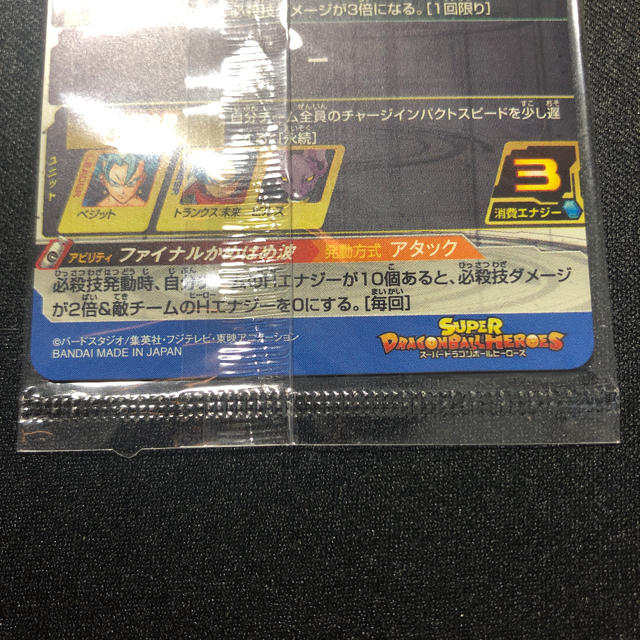 メージが3倍になる。[1回限り]
ー
自分チーム全員のチャージインパクトスピードを少し遅
[永続]
ユニット
ベジット
トランクス:未来
ビルス
3
消費エナジー
アビリティ ファイナルかめはめ波 発動方式 アタック
必殺技発動時、自分チームのHエナジーが10個あると、必殺技ダメージ
が2倍&敵チームのHエナジーを0にする。[毎回]
©バードスタジオ/集英社・フジテレビ・東映アニメーション
BANDAI MADE IN JAPAN
SUPER
DRAGONBALL HEROES
スーパードラゴンボールヒーローズ